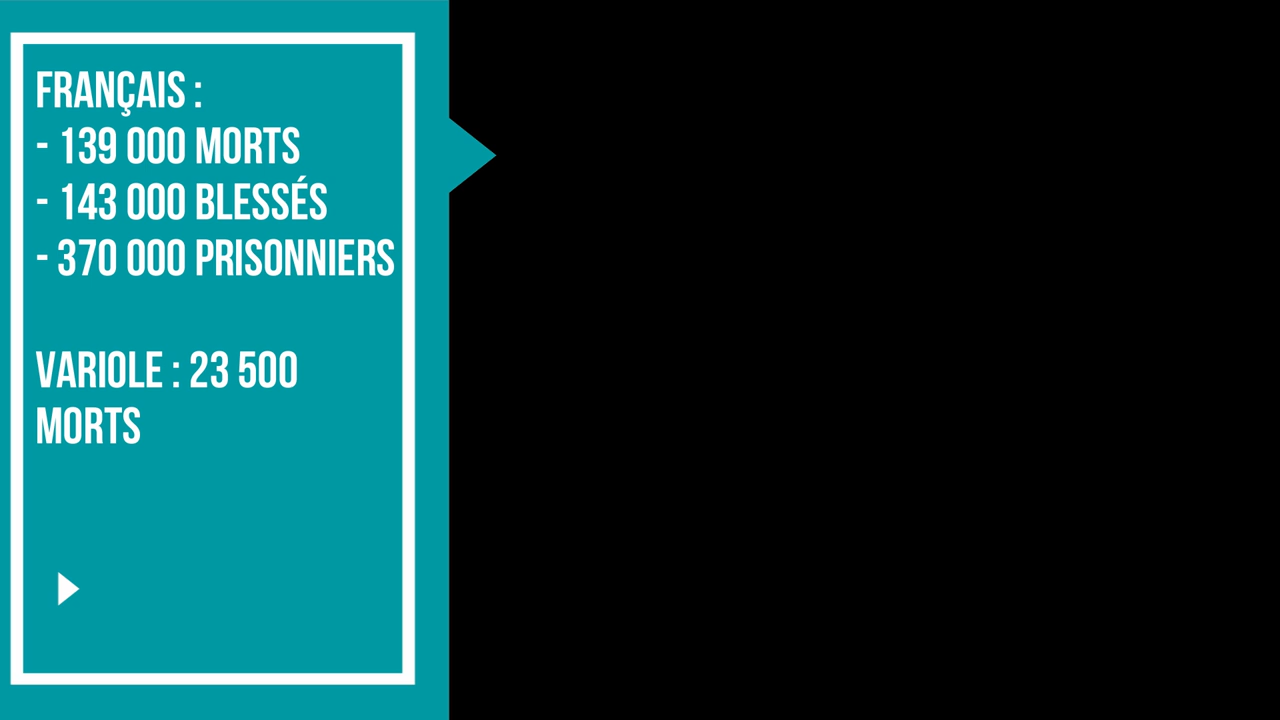 FRANÇAIS :
- 139 000 MORTS
- 143 000 BLESSÉS
- 370 000 PRISONNIERS
VARIOLE : 23 500
MORTS